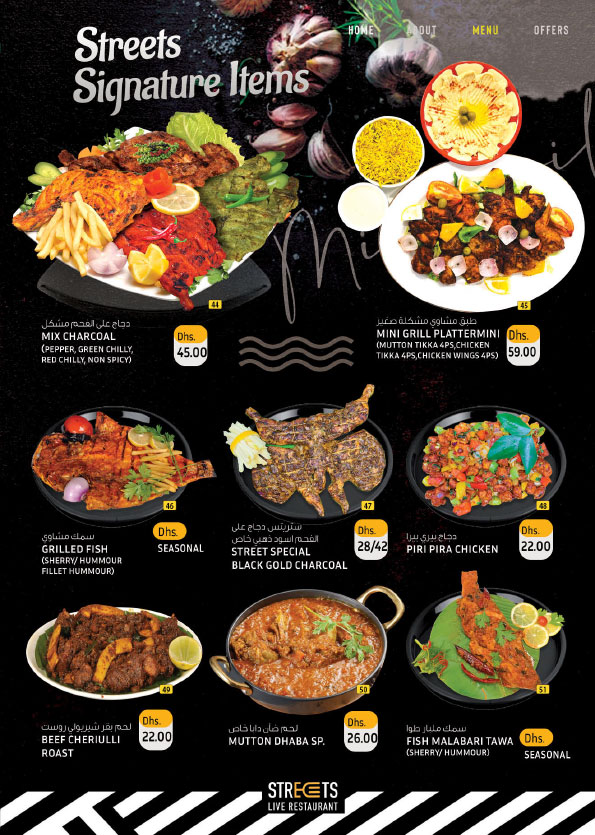 HOME ABOUT MENU OFFERS
Streets
Signature Items
44
دجاج على الفحم مشكل
MIX CHARCOAL
(PEPPER, GREEN CHILLY,
RED CHILLY, NON SPICY)
Dhs.
45.00
45
طبق مشاوي مشكلة صغير
MINI GRILL PLATTERMINI
(MUTTON TIKKA 4PS,CHICKEN
TIKKA 4PS,CHICKEN WINGS 4PS)
Dhs.
59.00
46
سمك مشاوي
GRILLED FISH
(SHERRY/ HUMMOUR
FILLET HUMMOUR)
Dhs.
SEASONAL
47
ستريتس دجاج على
الفحم اسود ذهبي خاص
STREET SPECIAL
BLACK GOLD CHARCOAL
Dhs.
28/42
48
دجاج بيري بيرا
PIRI PIRA CHICKEN
Dhs.
22.00
49
لحم بقر شيريولي روست
BEEF CHERIULLI
ROAST
Dhs.
22.00
50
لحم ضأن دابا خاص
MUTTON DHABA SP.
Dhs.
26.00
51
سمك مليبار طوا
FISH MALABARI TAWA
(SHERRY/ HUMMOUR)
Dhs.
SEASONAL
STREETS
LIVE RESTAURANT